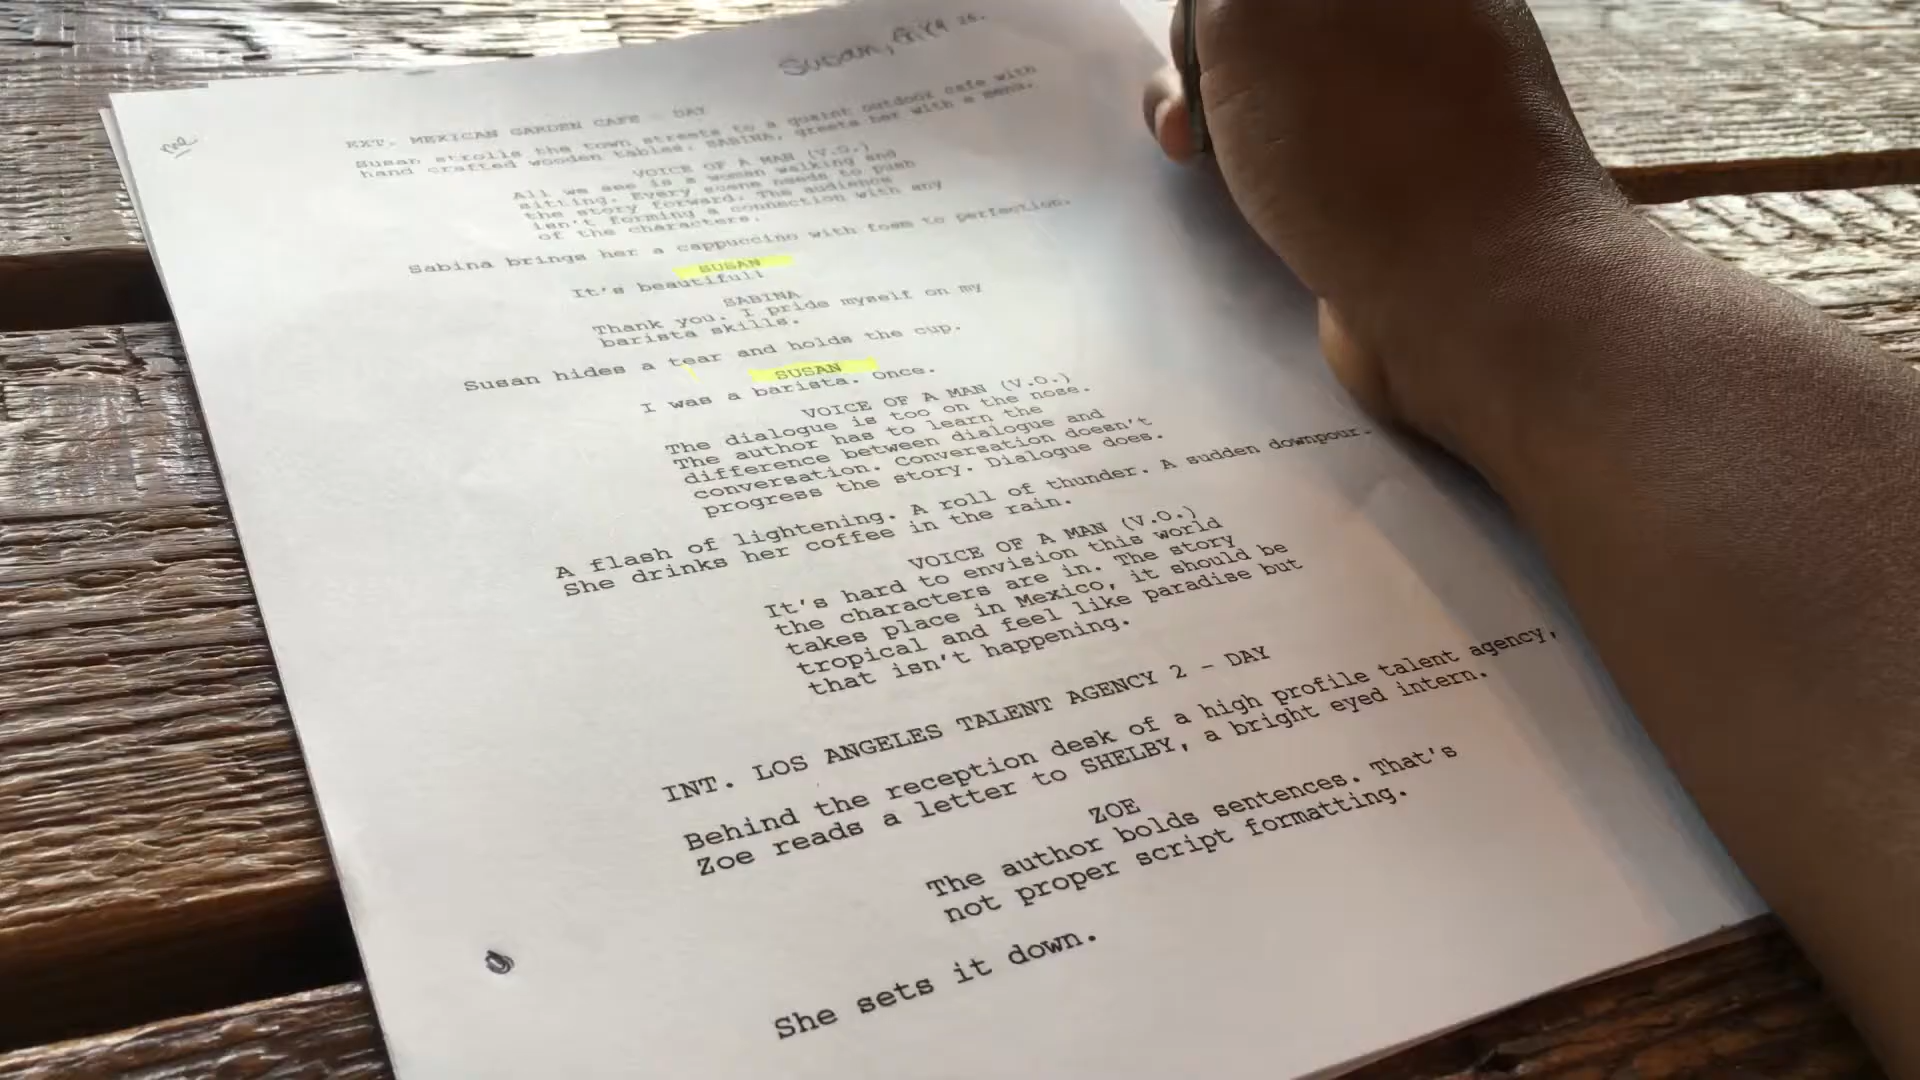 Susan,
25.
me
EXT. MEXICAN GARDEN CAFE - DAY
Susan strolls the town streets to a quaint outdoor cafe with
hand crafted wooden tables. SABINA, greets her with a menu.
VOICE OF A MAN (V.O.)
All we see is a woman walking and
sitting. Every scene needs to push
the story forward. The audience
isn't forming a connection with any
of the characters.
Sabina brings her a cappuccino with foam to perfection.
SUSAN
It's beautiful!
SABINA
Thank you. I pride myself on my
barista skills.
Susan hides a tear and holds the cup.
SUSAN
I was a barista. Once.
VOICE OF A MAN (V.O.)
The dialogue is too on the nose.
The author has to learn the
difference between dialogue and
conversation. Conversation doesn't
progress the story. Dialogue does.
A flash of lightening. A roll of thunder. A sudden downpour.
She drinks her coffee in the rain.
VOICE OF A MAN (V.O.)
It's hard to envision this world
the characters are in. The story
takes place in Mexico, it should be
tropical and feel like paradise but
that isn't happening.
INT. LOS ANGELES TALENT AGENCY 2 - DAY
Behind the reception desk of a high profile talent agency,
Zoe reads a letter to SHELBY, a bright eyed intern.
ZOE
The author bolds sentences. That's
not proper script formatting.
She sets it down.